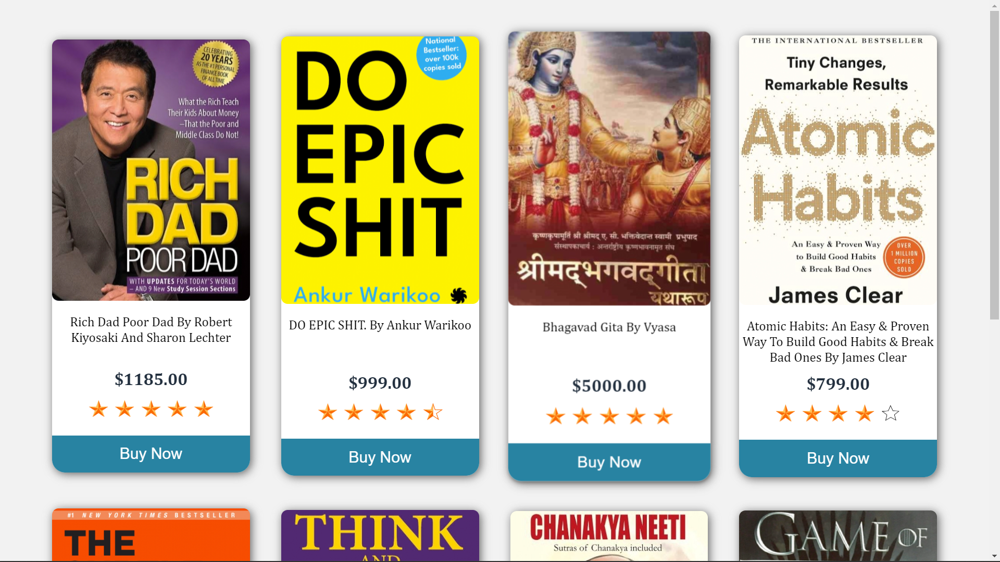 CELEBRATING
20 YEARS
AS THE #1 PERSONAL
FINANCE BOOK
OF ALL TIME
What the Rich Teach
Their Kids About Money
–That the Poor and
Middle Class Do Not!
RICH
DAD
POOR DAD
WITH UPDATES FOR TODAY'S WORLD
– AND 9 New Study Session Sections
Rich Dad Poor Dad By Robert
Kiyosaki And Sharon Lechter
$1185.00
Buy Now
National
Bestseller:
over 100k
copies sold
DO
EPIC
SHIT
Ankur Warikoo
DO EPIC SHIT. By Ankur Warikoo
$999.00
Buy Now
कृष्णकृपामूर्ति श्री श्रीमद् ए. सी. भक्तिवेदान्त स्वामी प्रभुपाद
संस्थापकाचार्य : अन्तर्राष्ट्रीय कृष्णभावनामृत संघ
श्रीमद्भगवद्गीता
यथारूप
Bhagavad Gita By Vyasa
$5000.00
Buy Now
THE INTERNATIONAL BESTSELLER
Tiny Changes,
Remarkable Results
Atomic
Habits
An Easy & Proven Way
to Build Good Habits
& Break Bad Ones
OVER
1 MILLION
COPIES
SOLD
James Clear
Atomic Habits: An Easy & Proven
Way To Build Good Habits & Break
Bad Ones By James Clear
$799.00
Buy Now
#1 NEW YORK TIMES BESTSELLER
THE
THINK
AND
CHANAKYA NEETI
Sutras of Chanakya included
GAME OF